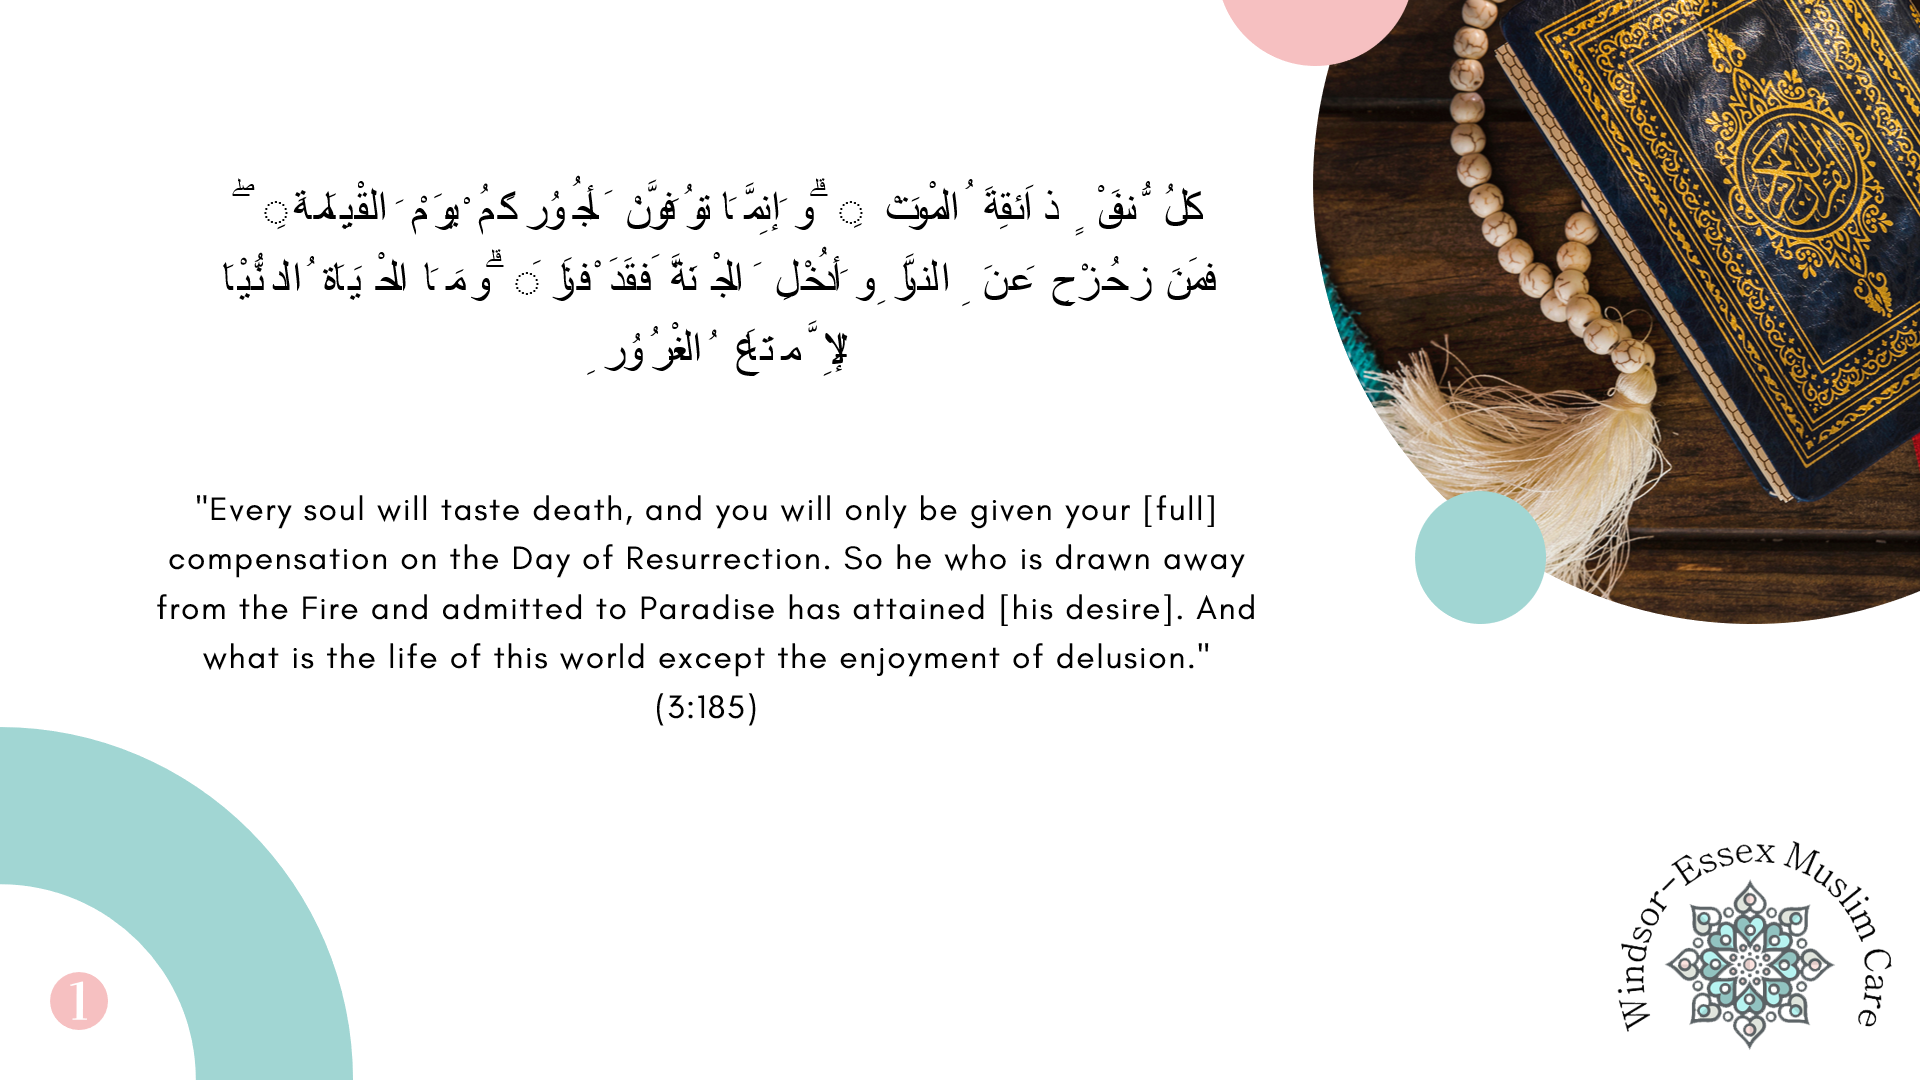 كُلُّ نَفْسٍ ذَائِقَةُ الْمَوْتِ ۗ وَإِنَّمَا تُوَفَّوْنَ أُجُورَكُمْ يَوْمَ الْقِيَامَةِ ۖ
فَمَن زُحْزِحَ عَنِ النَّارِ وَأُدْخِلَ الْجَنَّةَ فَقَدْ فَازَ ۗ وَمَا الْحَيَاةُ الدُّنْيَا
إِلَّا مَتَاعُ الْغُرُورِ
"Every soul will taste death, and you will only be given your [full]
compensation on the Day of Resurrection. So he who is drawn away
from the Fire and admitted to Paradise has attained [his desire]. And
what is the life of this world except the enjoyment of delusion."
(3:185)
Windsor-Essex Muslim Care
1